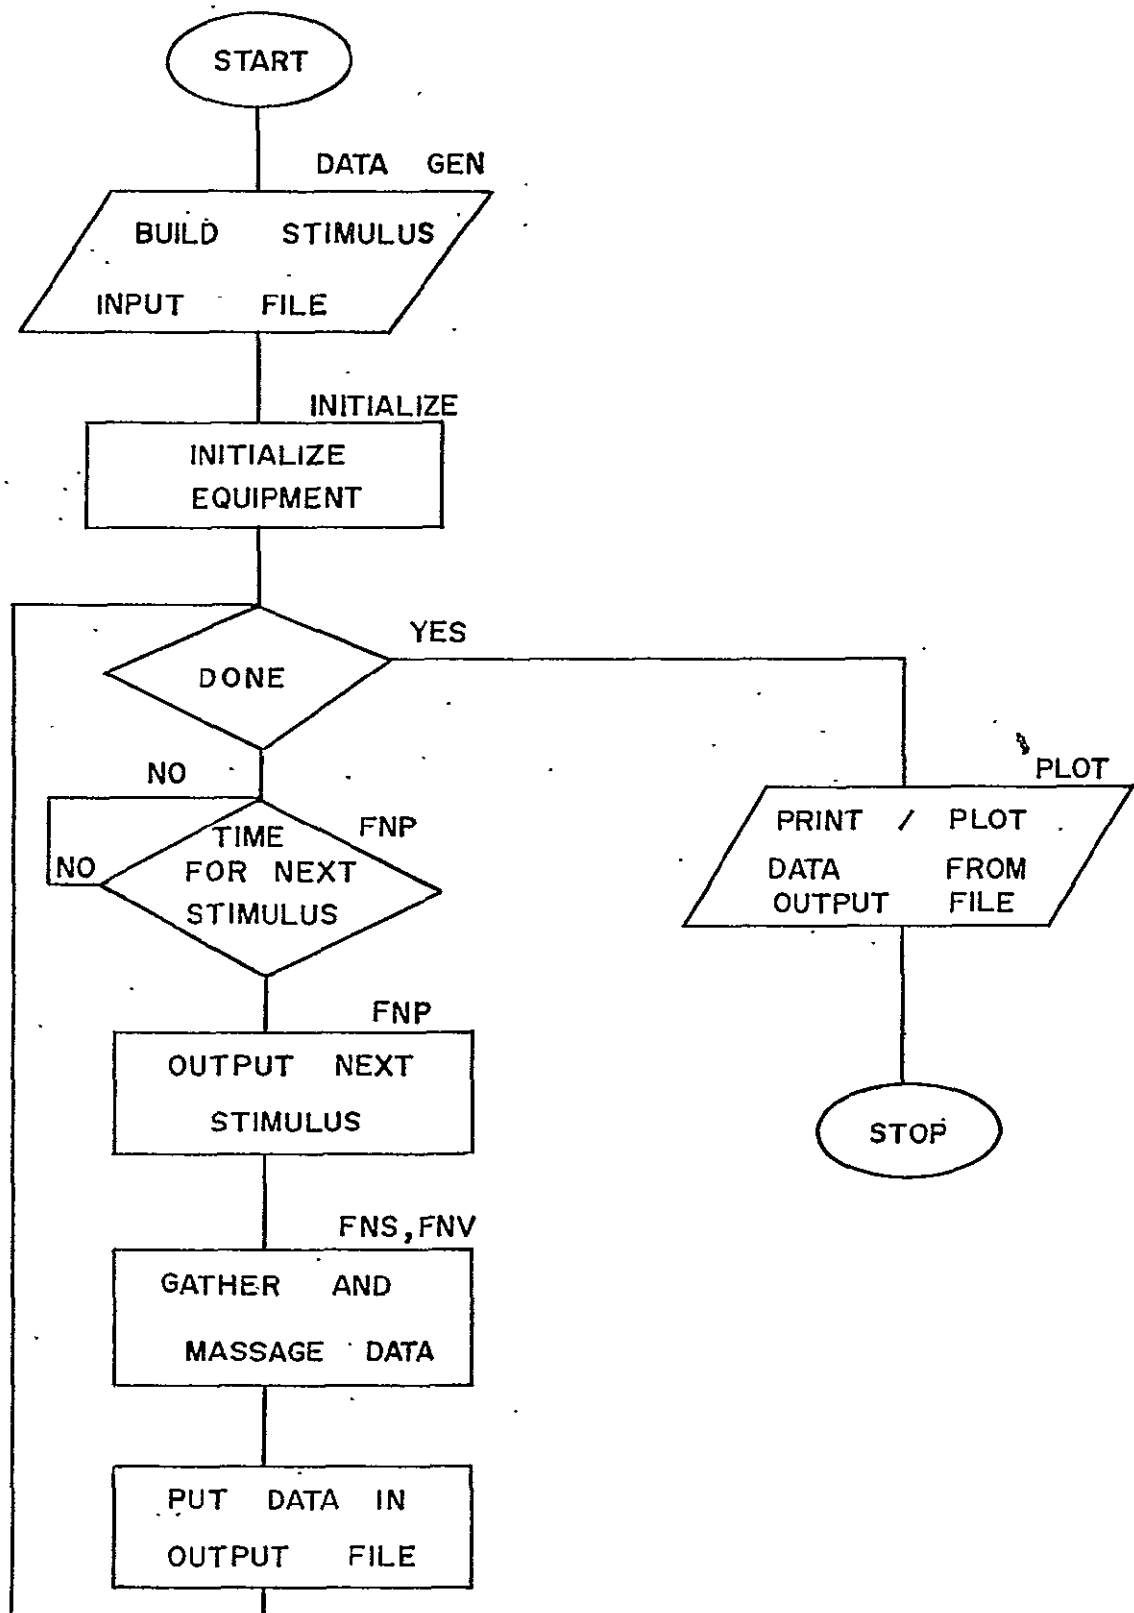 START
DATA GEN
BUILD STIMULUS
INPUT FILE
INITIALIZE
INITIALIZE
EQUIPMENT
YES
DONE
NO
FNP
TIME
NO
FOR NEXT
STIMULUS
FNP
OUTPUT NEXT
STIMULUS
FNS, FNV
GATHER AND
MASSAGE DATA
PUT DATA IN
OUTPUT FILE
PLOT
PRINT / PLOT
DATA FROM
OUTPUT FILE
STOP